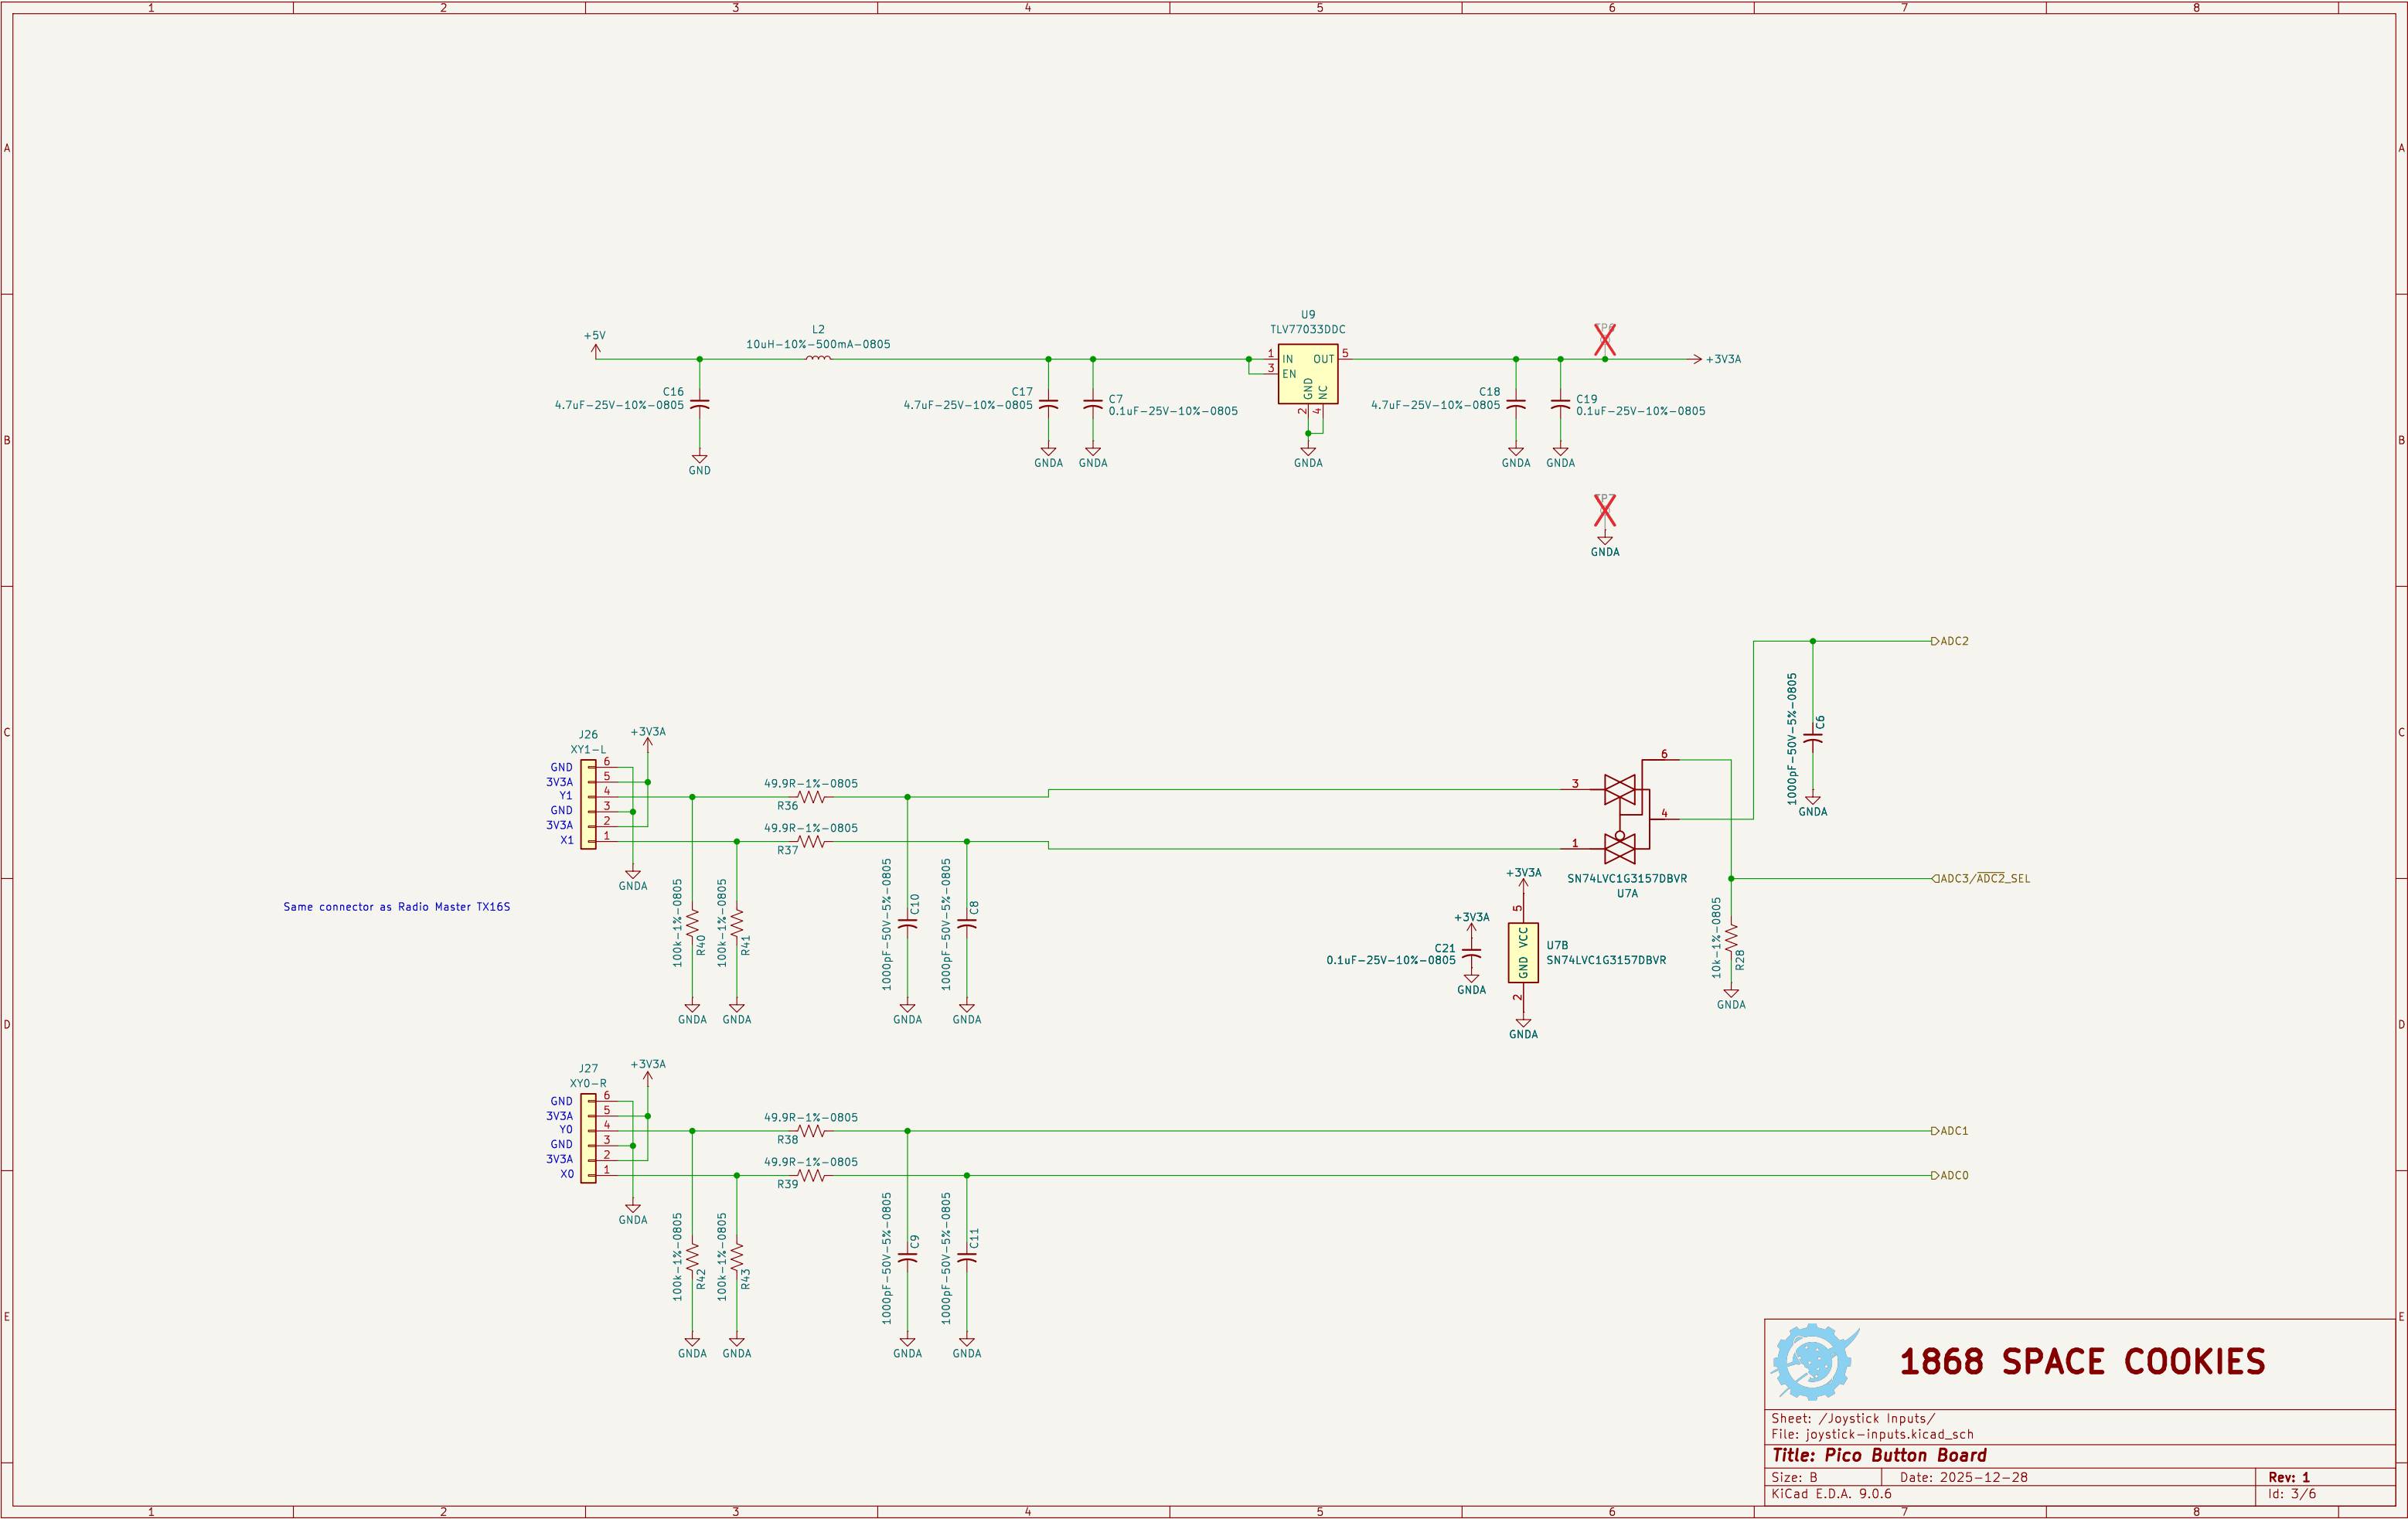 1 2 3 4 5 6 7 8
A A
B B
C C
D D
E E
+5V
L2
10uH-10%-500mA-0805
C16
4.7uF-25V-10%-0805
GND
C17
4.7uF-25V-10%-0805
GNDA
C7
0.1uF-25V-10%-0805
GNDA
U9
TLV77033DDC
1 IN OUT 5
3 EN
GND NC
2 4
GNDA
C18
4.7uF-25V-10%-0805
GNDA
C19
0.1uF-25V-10%-0805
GNDA
+3V3A
GNDA
ADC2
1000pF-50V-5%-0805
C6
GNDA
J26
XY1-L
+3V3A
GND 6
3V3A 5
Y1 4
GND 3
3V3A 2
X1 1
GNDA
49.9R-1%-0805
R36
49.9R-1%-0805
R37
100k-1%-0805
R40
GNDA
100k-1%-0805
R41
GNDA
1000pF-50V-5%-0805
C10
GNDA
1000pF-50V-5%-0805
C8
GNDA
3
1
6
4
SN74LVC1G3157DBVR
U7A
ADC3/ADC2_SEL
10k-1%-0805
R28
GNDA
+3V3A
C21
0.1uF-25V-10%-0805
GNDA
+3V3A
5
VCC
GND
2
U7B
SN74LVC1G3157DBVR
GNDA
Same connector as Radio Master TX16S
J27
XY0-R
+3V3A
GND 6
3V3A 5
Y0 4
GND 3
3V3A 2
X0 1
GNDA
49.9R-1%-0805
R38
49.9R-1%-0805
R39
ADC1
ADC0
100k-1%-0805
R42
GNDA
100k-1%-0805
R43
GNDA
1000pF-50V-5%-0805
C9
GNDA
1000pF-50V-5%-0805
C11
GNDA
1868 SPACE COOKIES
Sheet: /Joystick Inputs/
File: joystick-inputs.kicad_sch
Title: Pico Button Board
Size: B Date: 2025-12-28 Rev: 1
KiCad E.D.A. 9.0.6 Id: 3/6
1 2 3 4 5 6 7 8